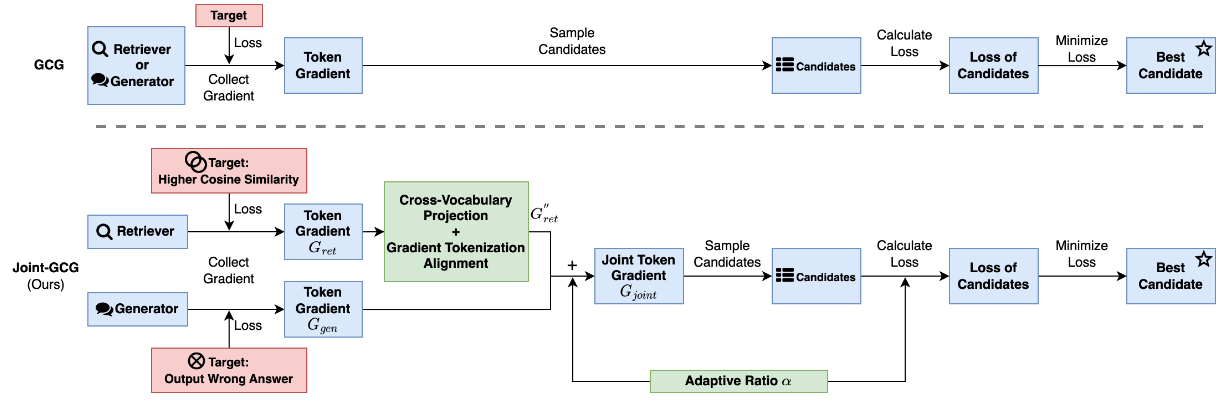 GCG
Retriever
or
Generator
Target
Loss
Collect
Gradient
Token
Gradient
Sample
Candidates
Candidates
Calculate
Loss
Loss of
Candidates
Minimize
Loss
Best
Candidate
Joint-GCG
(Ours)
Target:
Higher Cosine Similarity
Loss
Retriever
Token
Gradient
G_{ret}
Cross-Vocabulary
Projection
+
Gradient Tokenization
Alignment
G''_{ret}
Collect
Gradient
Generator
Loss
Token
Gradient
G_{gen}
Target:
Output Wrong Answer
+
Joint Token
Gradient
G_{joint}
Sample
Candidates
Candidates
Calculate
Loss
Loss of
Candidates
Minimize
Loss
Best
Candidate
Adaptive Ratio α